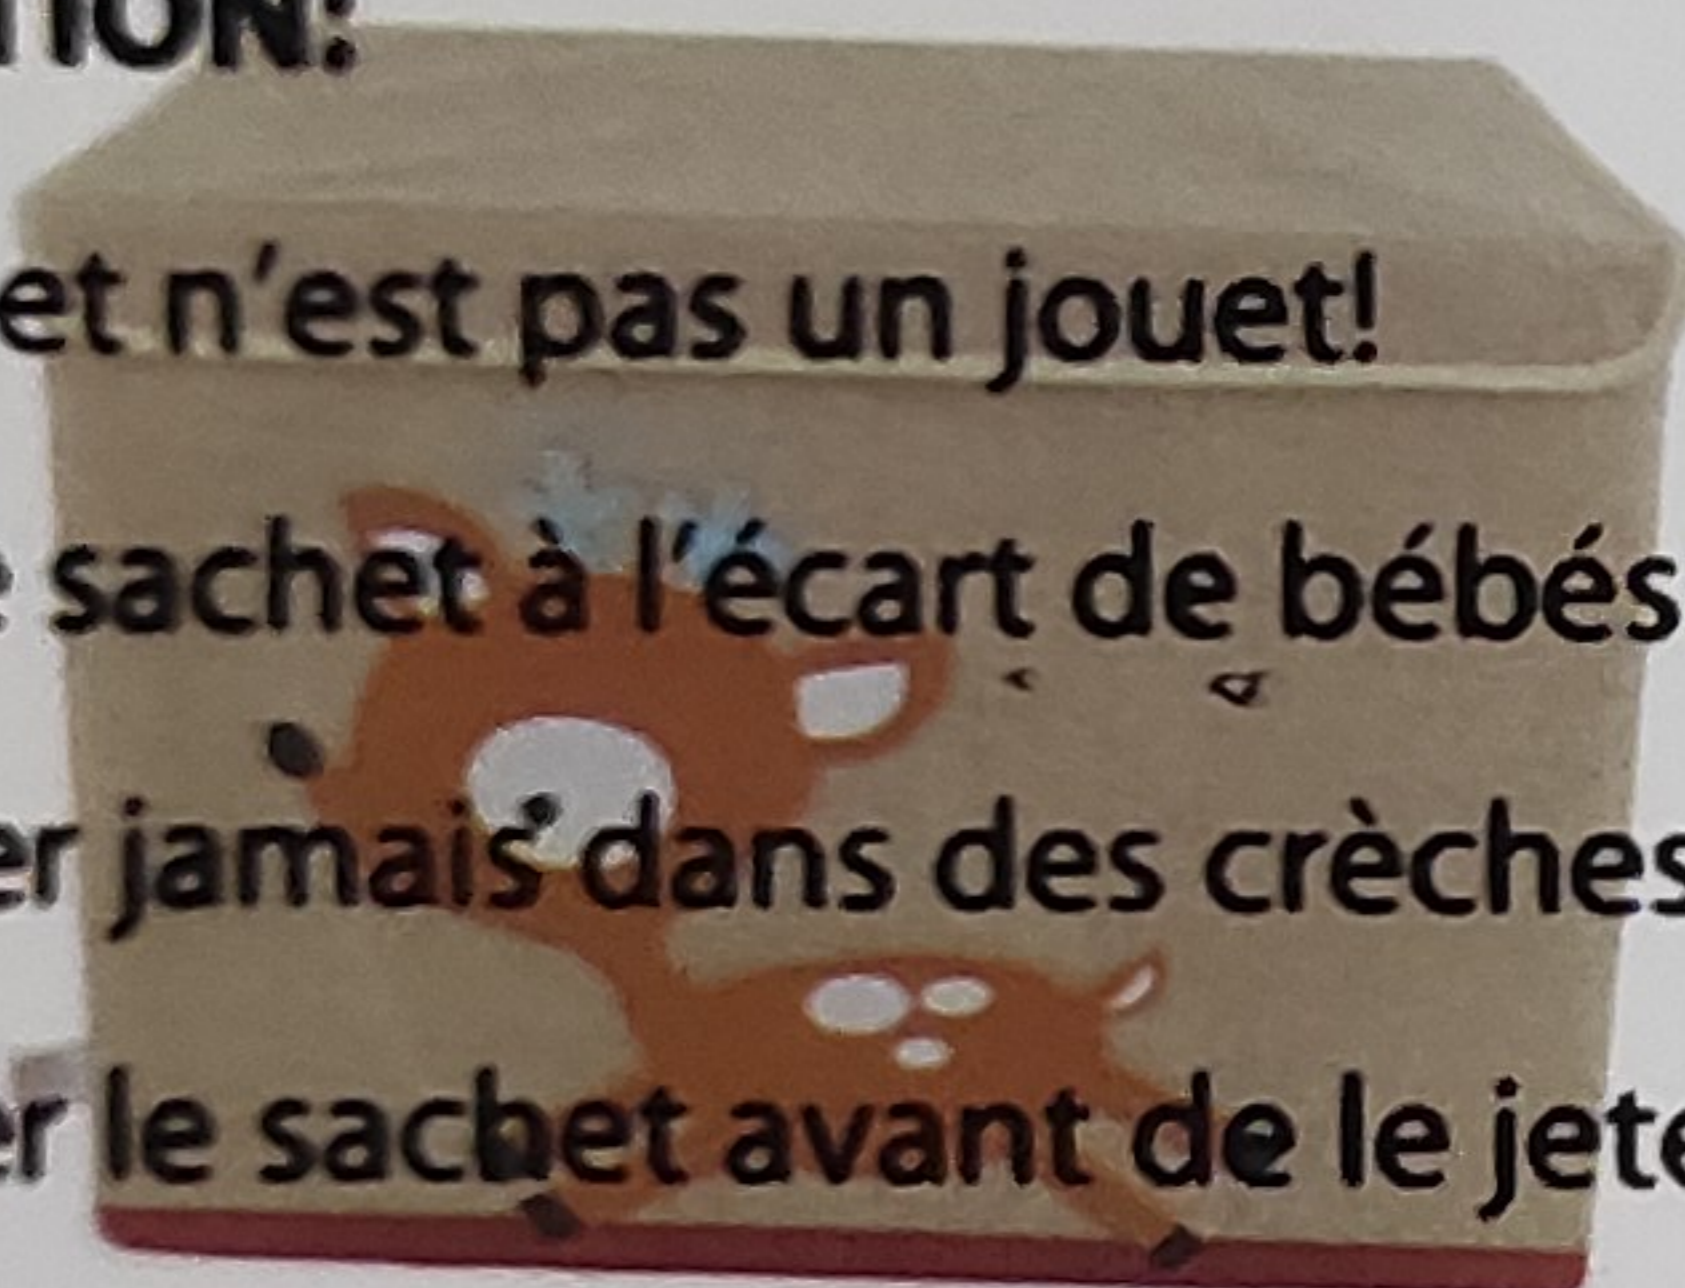 TION:
et n'est pas un jouet!
sachet à l'écart de bébés
er jamais dans des crèches
er le sachet avant de le jete